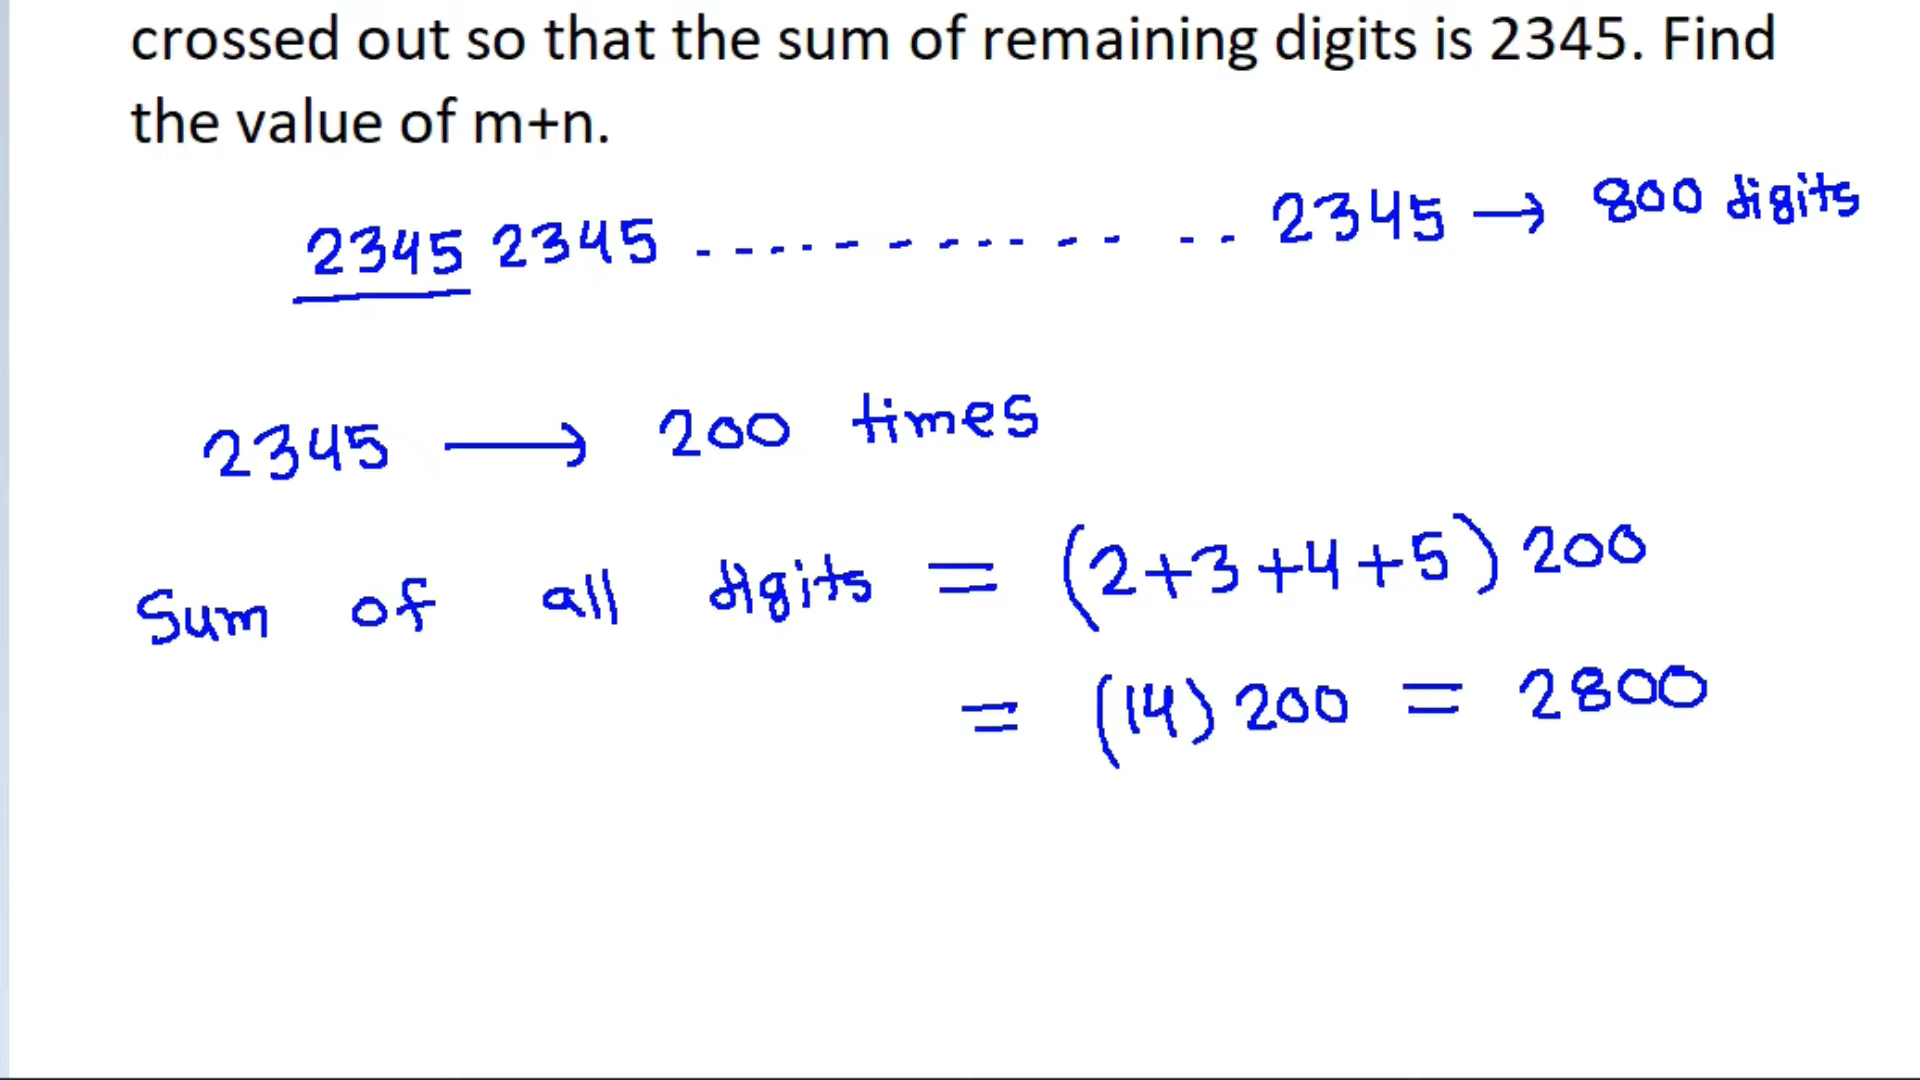 crossed out so that the sum of remaining digits is 2345. Find
the value of m+n.
2345 2345 - - - - - - - - - - - - - - 2345 → 800 digits
2345 → 200 times
Sum of all digits = (2+3+4+5) 200
= (14) 200 = 2800